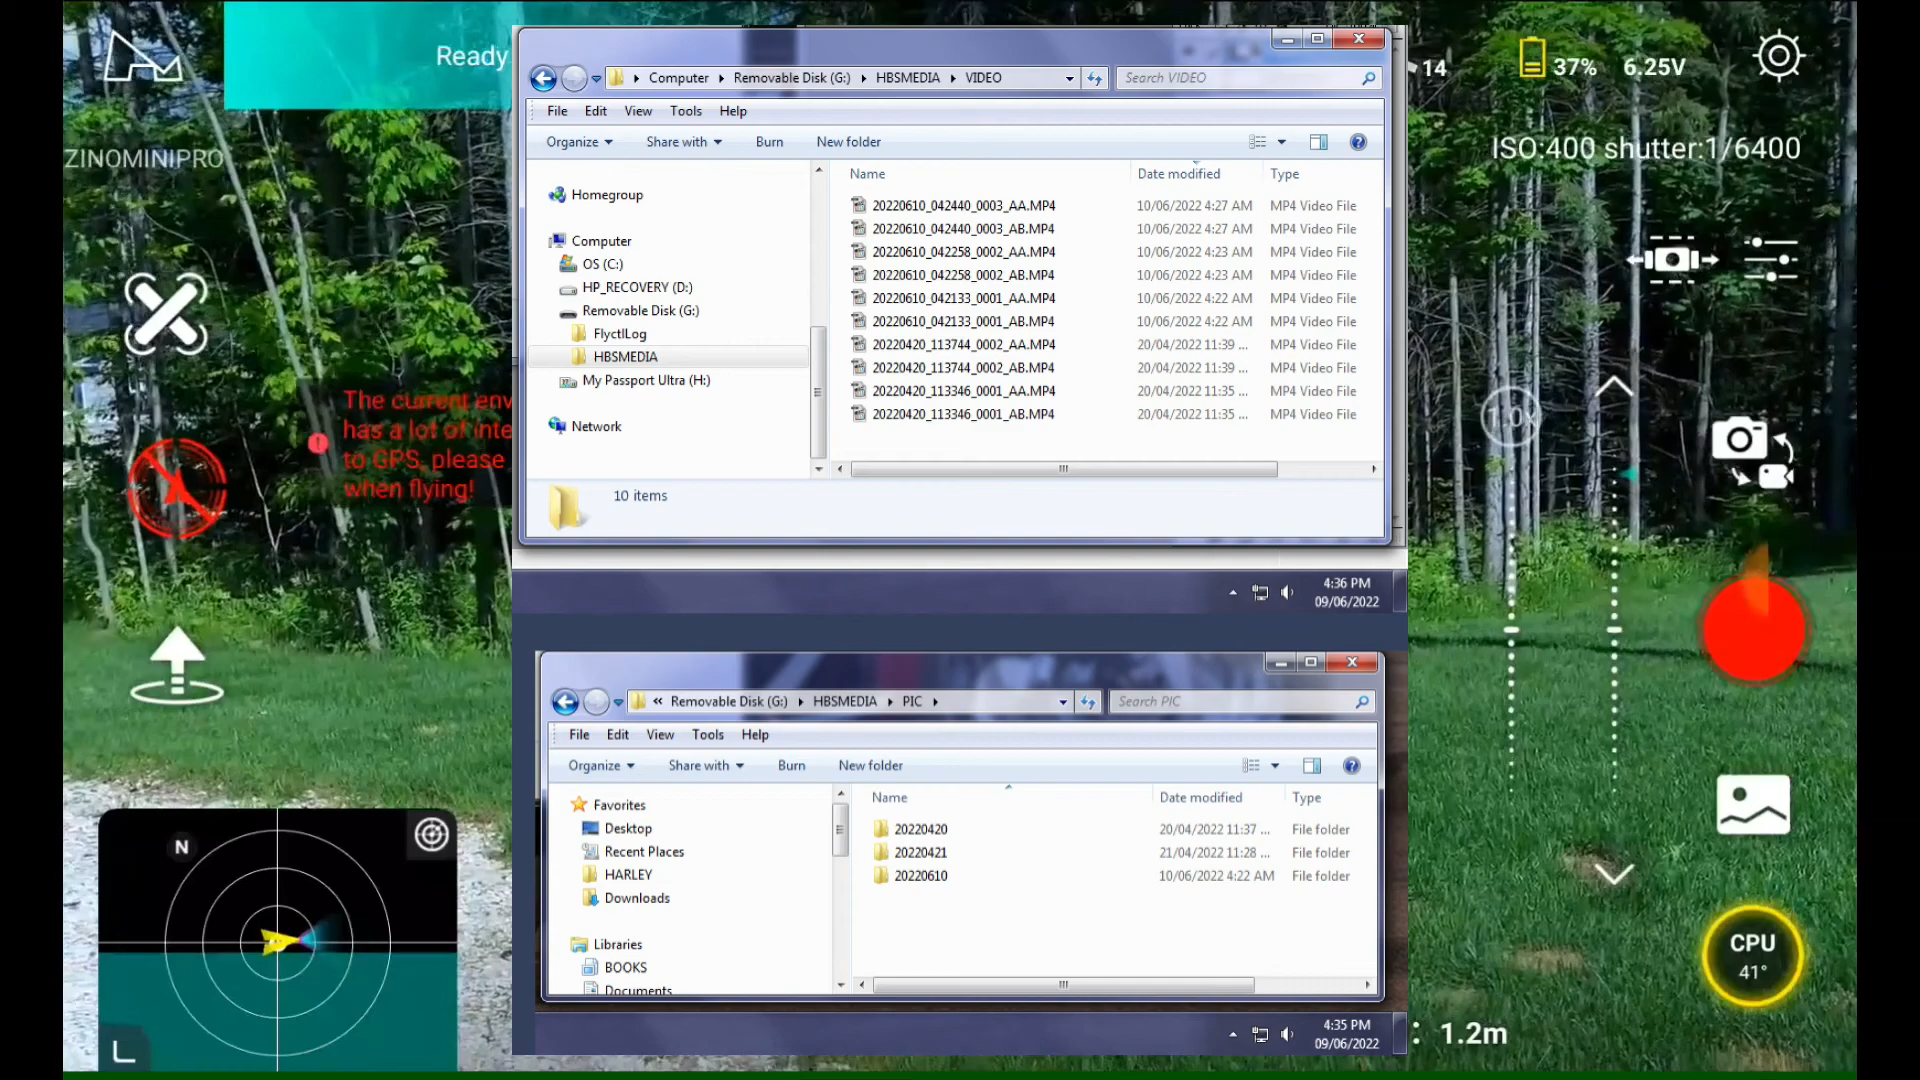 Ready
14
37%
6.25V
ZINOMINIPRO
ISO:400 shutter:1/6400
The current env
has a lot of inte
to GPS, please
when flying!
1.0x
N
CPU
41°
: 1.2m
Computer
Removable Disk (G:)
HBSMEDIA
VIDEO
Search VIDEO
File Edit View Tools Help
Organize Share with Burn New folder
Name Date modified Type
Homegroup
Computer
OS (C:)
HP_RECOVERY (D:)
Removable Disk (G:)
FlyctlLog
HBSMEDIA
My Passport Ultra (H:)
Network
20220610_042440_0003_AA.MP4 10/06/2022 4:27 AM MP4 Video File
20220610_042440_0003_AB.MP4 10/06/2022 4:27 AM MP4 Video File
20220610_042258_0002_AA.MP4 10/06/2022 4:23 AM MP4 Video File
20220610_042258_0002_AB.MP4 10/06/2022 4:23 AM MP4 Video File
20220610_042133_0001_AA.MP4 10/06/2022 4:22 AM MP4 Video File
20220610_042133_0001_AB.MP4 10/06/2022 4:22 AM MP4 Video File
20220420_113744_0002_AA.MP4 20/04/2022 11:39 ... MP4 Video File
20220420_113744_0002_AB.MP4 20/04/2022 11:39 ... MP4 Video File
20220420_113346_0001_AA.MP4 20/04/2022 11:35 ... MP4 Video File
20220420_113346_0001_AB.MP4 20/04/2022 11:35 ... MP4 Video File
10 items
4:36 PM
09/06/2022
« Removable Disk (G:)
HBSMEDIA
PIC
Search PIC
File Edit View Tools Help
Organize Share with Burn New folder
Name Date modified Type
Favorites
Desktop
Recent Places
HARLEY
Downloads
Libraries
BOOKS
Documents
20220420 20/04/2022 11:37 ... File folder
20220421 21/04/2022 11:28 ... File folder
20220610 10/06/2022 4:22 AM File folder
4:35 PM
09/06/2022